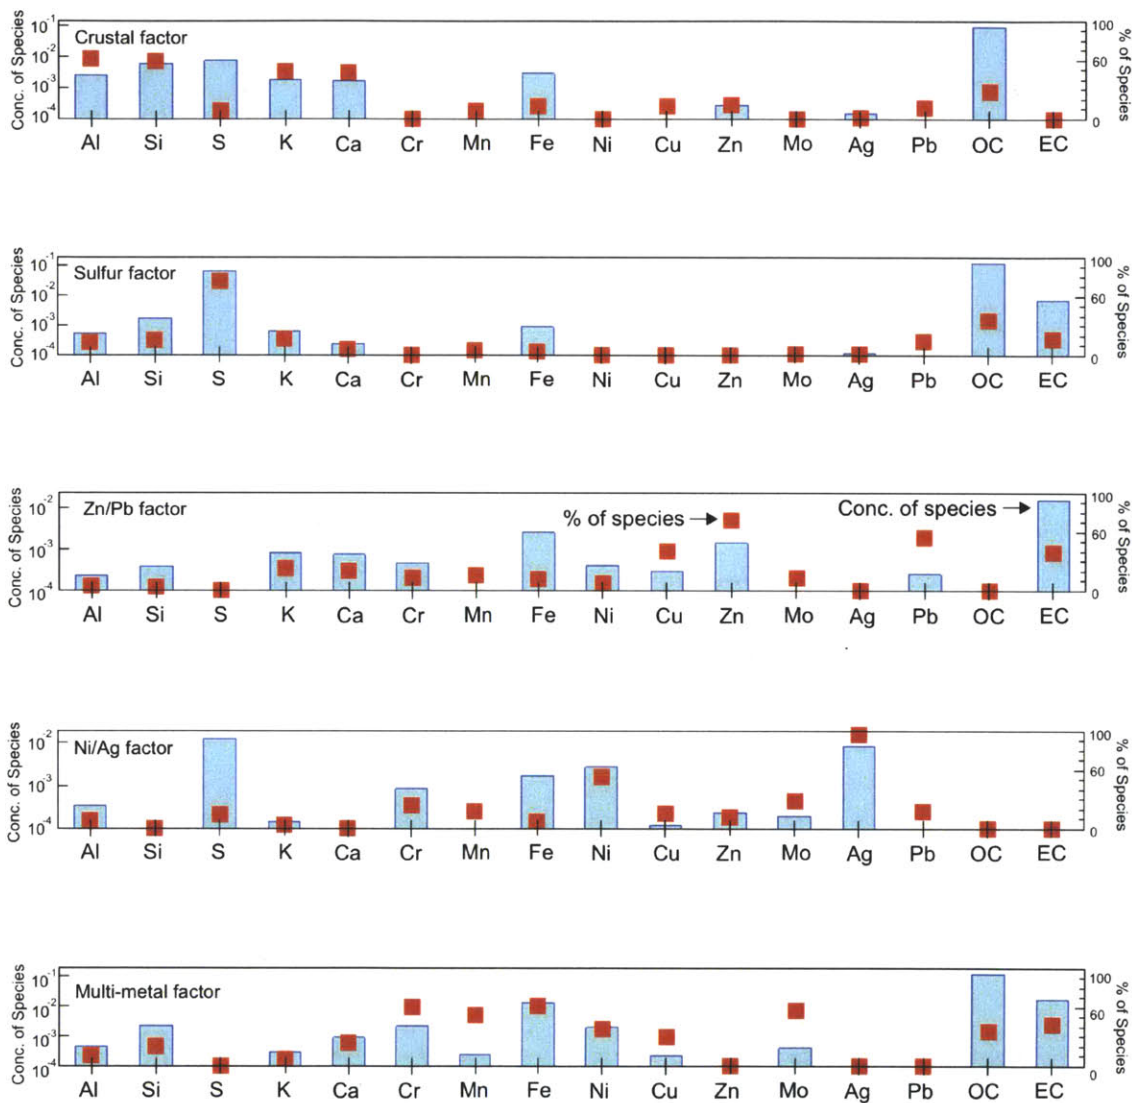 Conc. of Species
10-1
10-2
10-3
10-4
Crustal factor
100
60
0
% of Species
Al Si S K Ca Cr Mn Fe Ni Cu Zn Mo Ag Pb OC EC
Conc. of Species
10-1
10-2
10-3
10-4
Sulfur factor
100
60
0
% of Species
Al Si S K Ca Cr Mn Fe Ni Cu Zn Mo Ag Pb OC EC
Conc. of Species
10-2
10-3
10-4
Zn/Pb factor
% of species
Conc. of species
100
60
0
% of Species
Al Si S K Ca Cr Mn Fe Ni Cu Zn Mo Ag Pb OC EC
Conc. of Species
10-2
10-3
10-4
Ni/Ag factor
100
60
0
% of Species
Al Si S K Ca Cr Mn Fe Ni Cu Zn Mo Ag Pb OC EC
Conc. of Species
10-1
10-2
10-3
10-4
Multi-metal factor
100
60
0
% of Species
Al Si S K Ca Cr Mn Fe Ni Cu Zn Mo Ag Pb OC EC